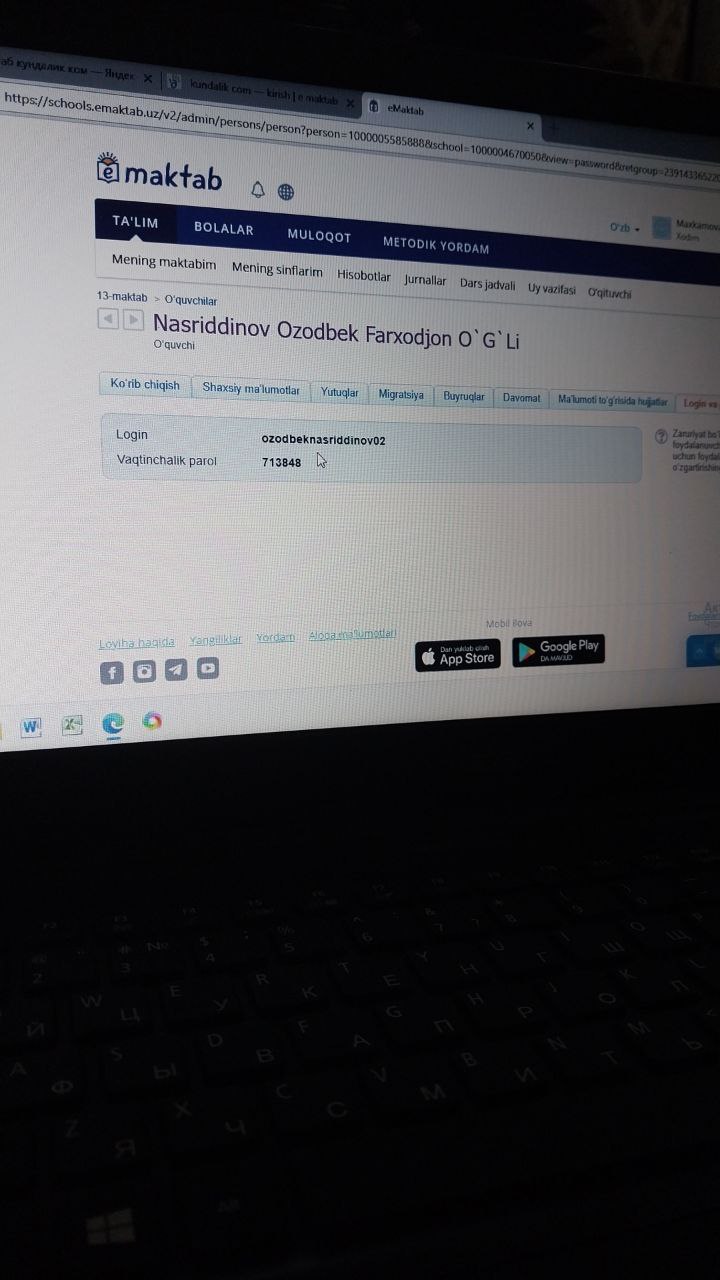 аб кундалик ком — Яндек
kundalik com — kirish | e maktab
eMaktab
https://schools.emaktab.uz/v2/admin/persons/person?person=1000005585888&school=1000004670050&view=password&retgroup=2391433652
emaktab
O'zb
Maxkamova
Xodim
TA'LIM BOLALAR MULOQOT METODIK YORDAM
Mening maktabim Mening sinflarim Hisobotlar Jurnallar Dars jadvali Uy vazifasi O'qituvchi
13-maktab > O'quvchilar
Nasriddinov Ozodbek Farxodjon O`G`Li
O'quvchi
Ko'rib chiqish Shaxsiy ma'lumotlar Yutuqlar Migratsiya Buyruqlar Davomat Ma'lumoti to'g'risida hujjatlar Login va
Login ozodbeknasriddinov02
Vaqtinchalik parol 713848
Zaruriyat bo'l
foydalanuvch
uchun foydal
o'zgartirishin
Mobil ilova
Loyiha haqida Yangiliklar Yordam Aloqa ma'lumotlari
Dan yuklab olish
App Store
Google Play
DA MAVJUD